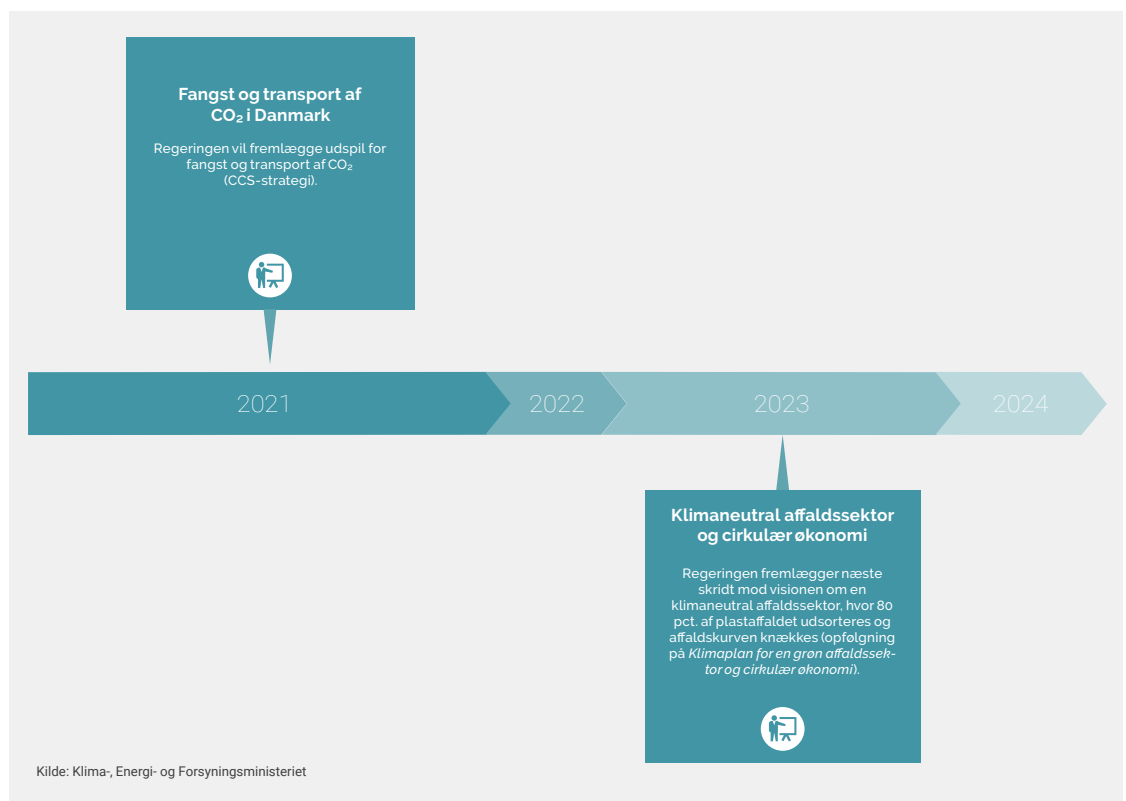 Fangst og transport af
CO₂ i Danmark
Regeringen vil fremlægge udspil for
fangst og transport af CO₂
(CCS-strategi).
2021
2022
2023
2024
Klimaneutral affaldssektor
og cirkulær økonomi
Regeringen fremlægger næste
skridt mod visionen om en
klimaneutral affaldssektor, hvor 80
pct. af plastaffaldet udsorteres og
affaldskurven knækkes (opfølgning
på Klimaplan for en grøn affaldssek-
tor og cirkulær økonomi).
Kilde: Klima-, Energi- og Forsyningsministeriet